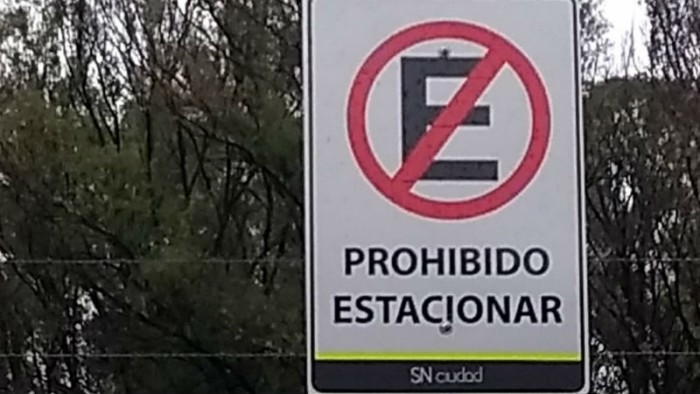 E
PROHIBIDO
ESTACIONAR
SN ciudad